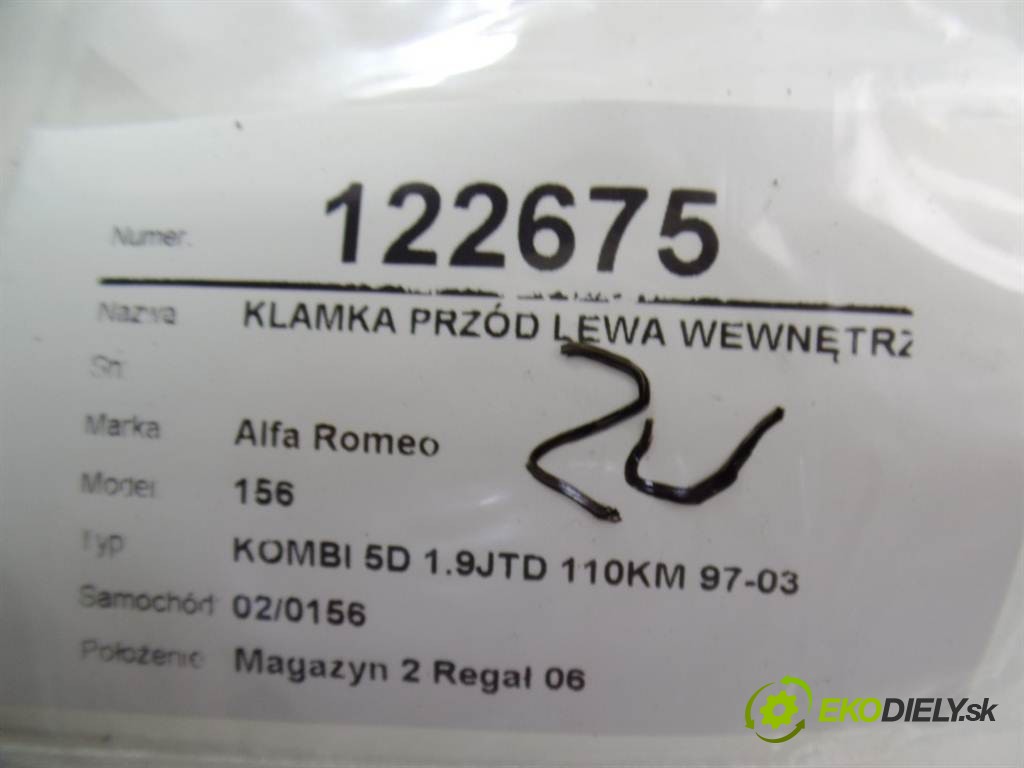 Numer. 122675
Nazwa KLAMKA PRZÓD LEWA WEWNĘTRZ
Sn:
Marka Alfa Romeo
Model: 156
Typ KOMBI 5D 1.9JTD 110KM 97-03
Samochód 02/0156
Położenie Magazyn 2 Regał 06
EKODIELY.sk